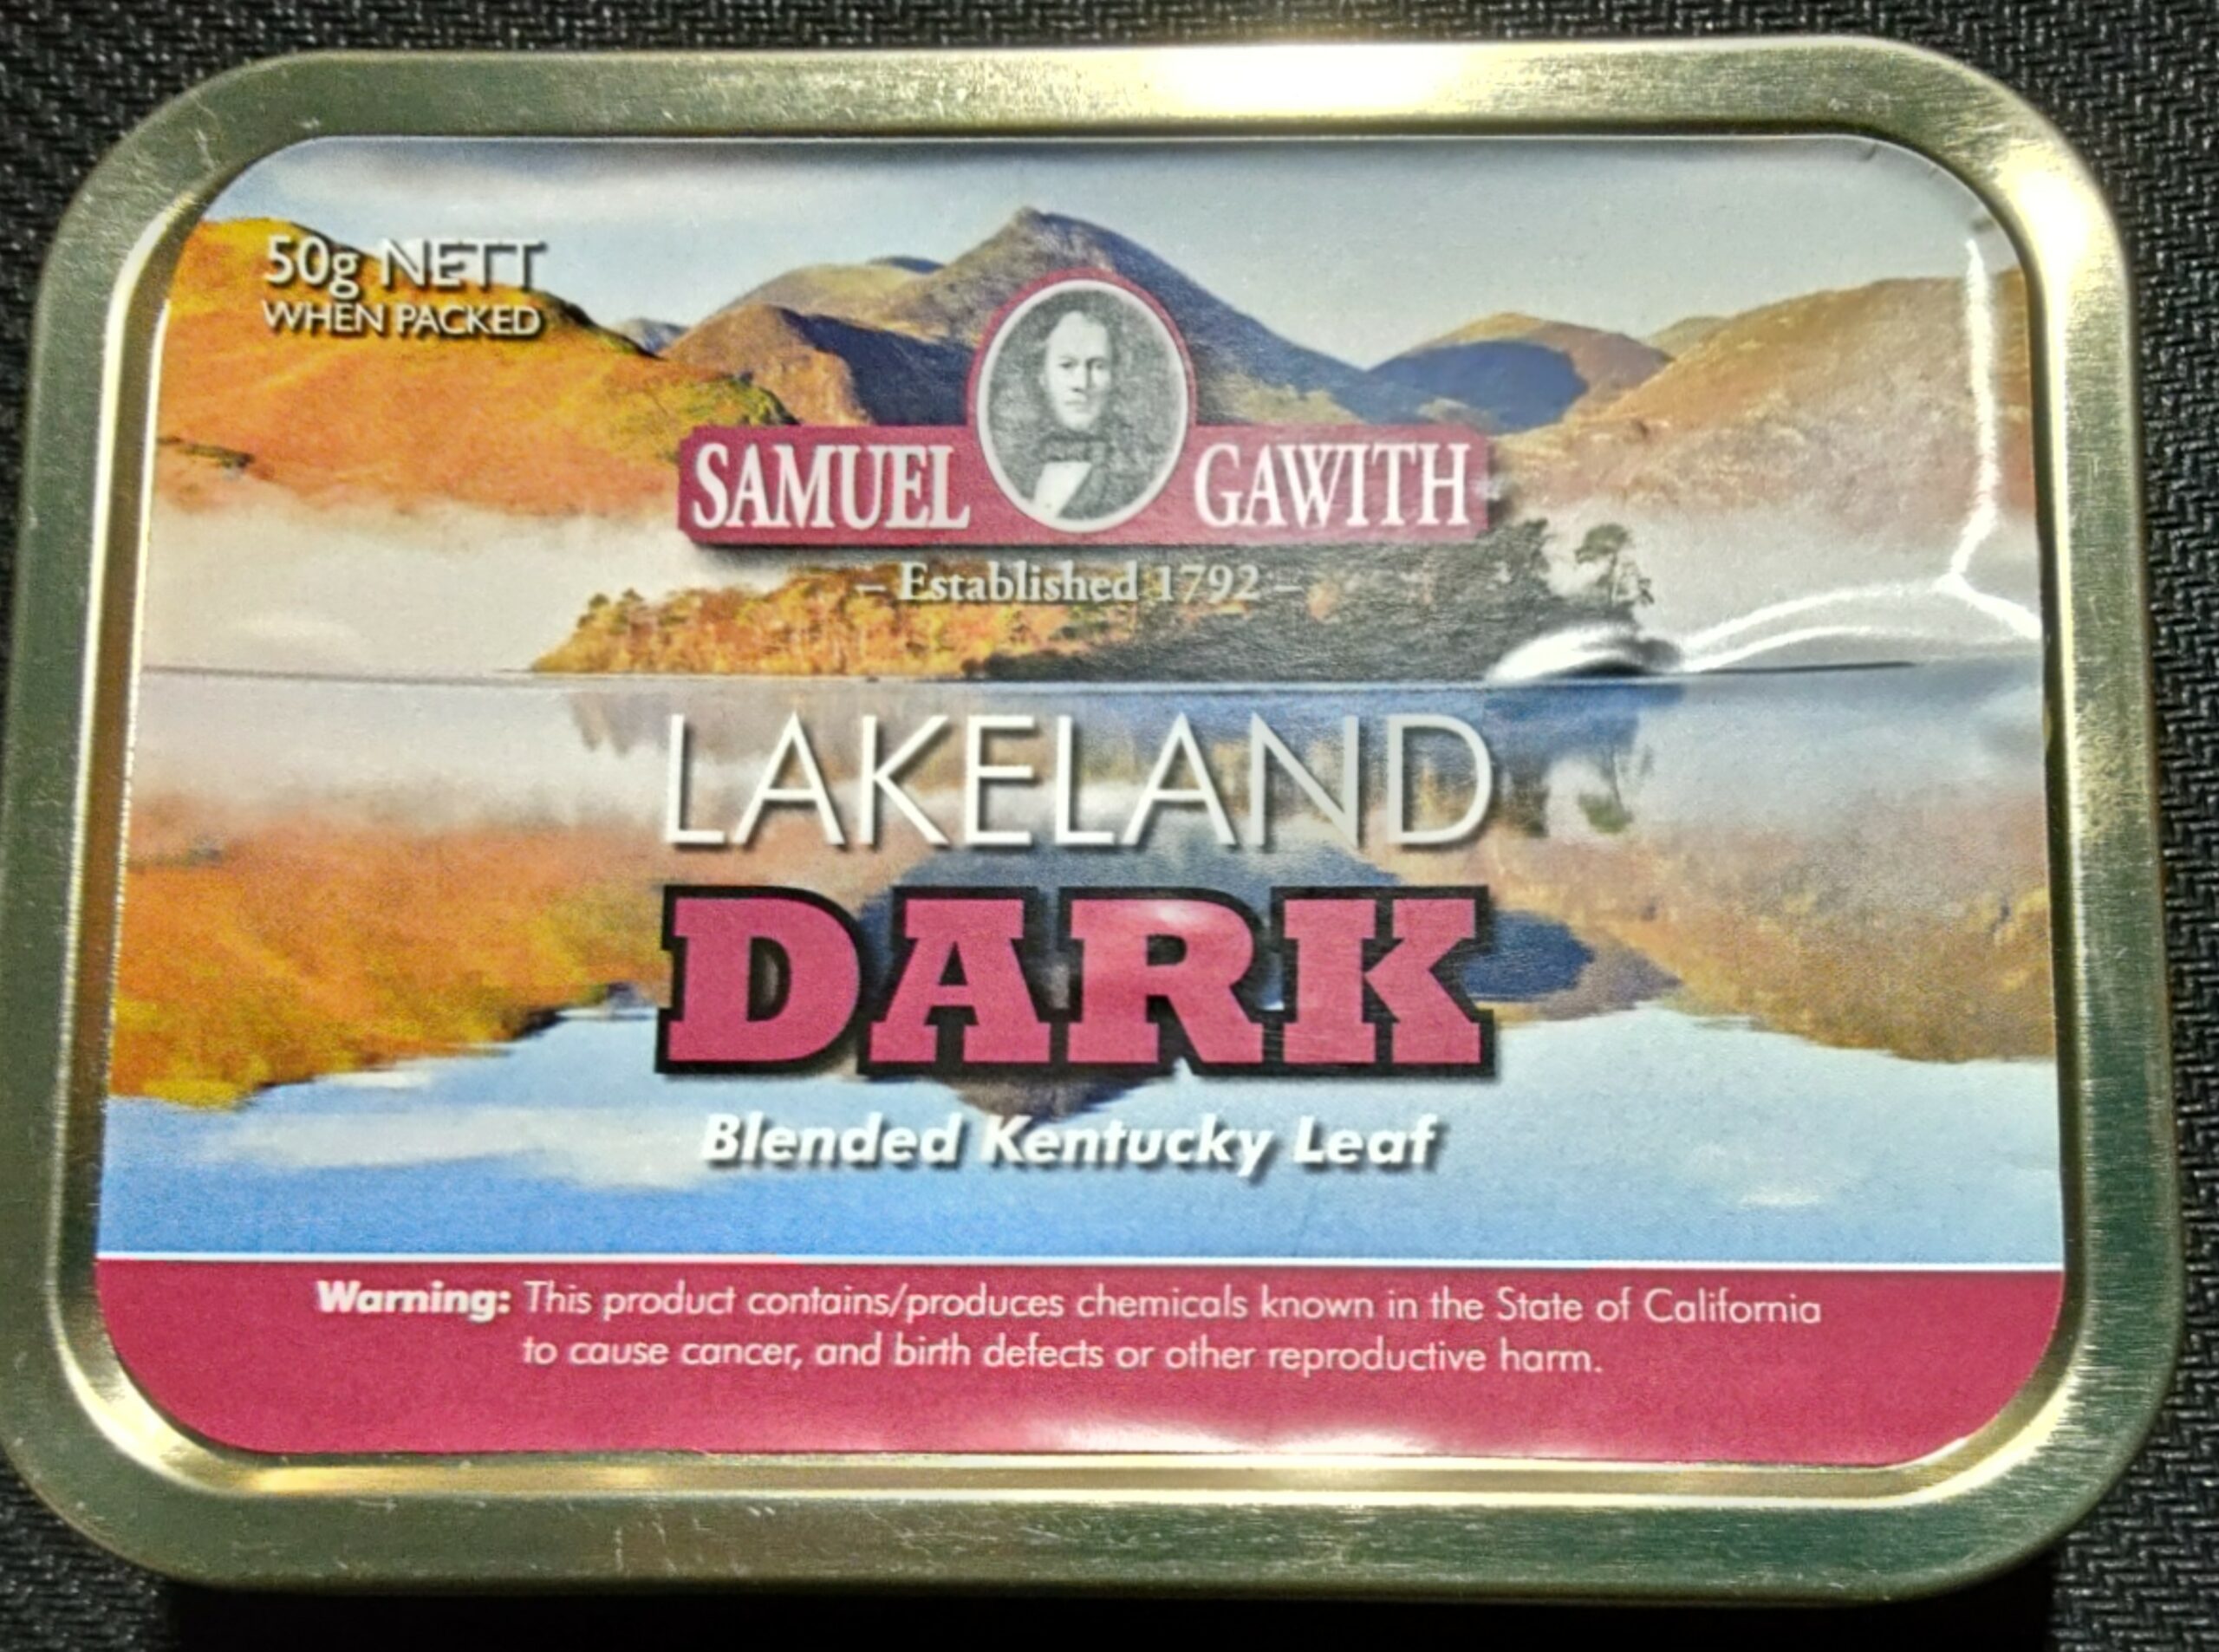 50g NETT
WHEN PACKED
SAMUEL GAWITH
– Established 1792 –
LAKELAND
DARK
Blended Kentucky Leaf
Warning: This product contains/produces chemicals known in the State of California
to cause cancer, and birth defects or other reproductive harm.